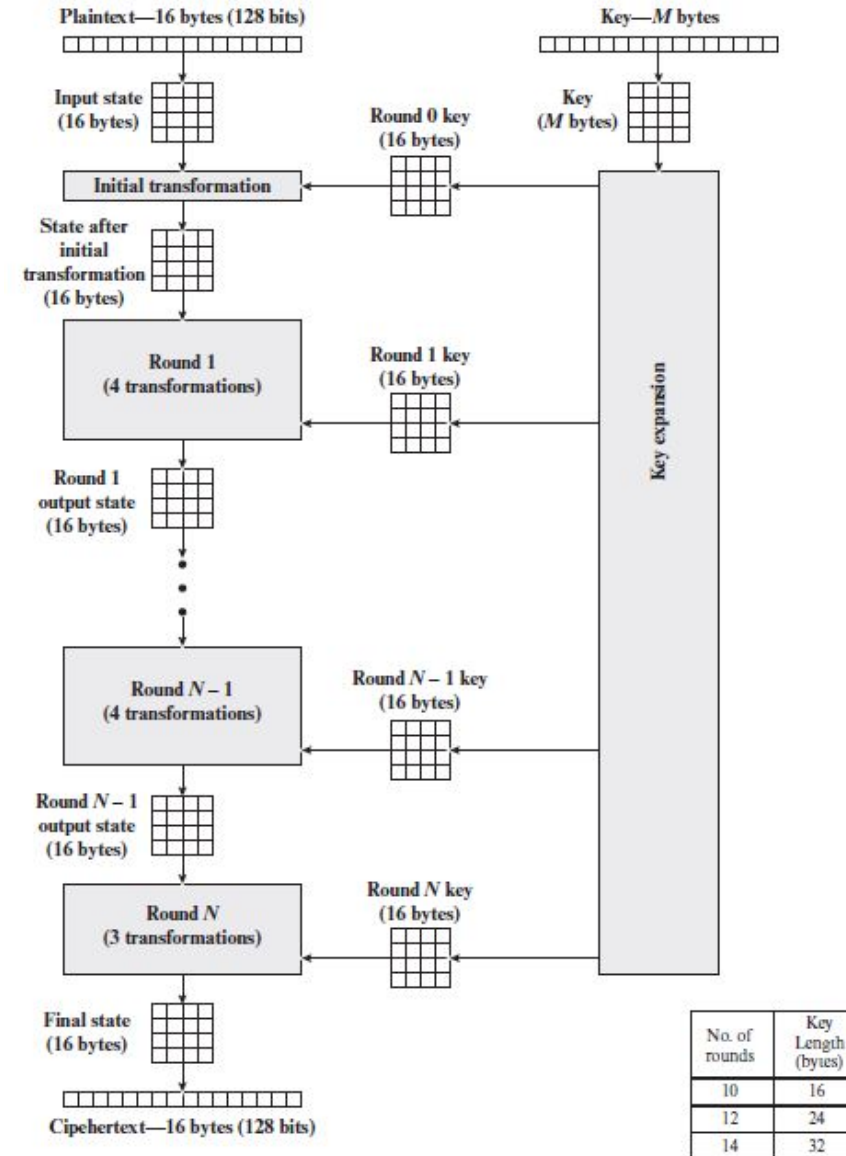 Plaintext—16 bytes (128 bits)
Key—M bytes
Input state
(16 bytes)
Key
(M bytes)
Round 0 key
(16 bytes)
Initial transformation
State after
initial
transformation
(16 bytes)
Round 1
(4 transformations)
Round 1 key
(16 bytes)
Key expansion
Round 1
output state
(16 bytes)
Round N – 1
(4 transformations)
Round N – 1 key
(16 bytes)
Round N – 1
output state
(16 bytes)
Round N
(3 transformations)
Round N key
(16 bytes)
Final state
(16 bytes)
Cipehertext—16 bytes (128 bits)
No. of
rounds
Key
Length
(bytes)
10 16
12 24
14 32